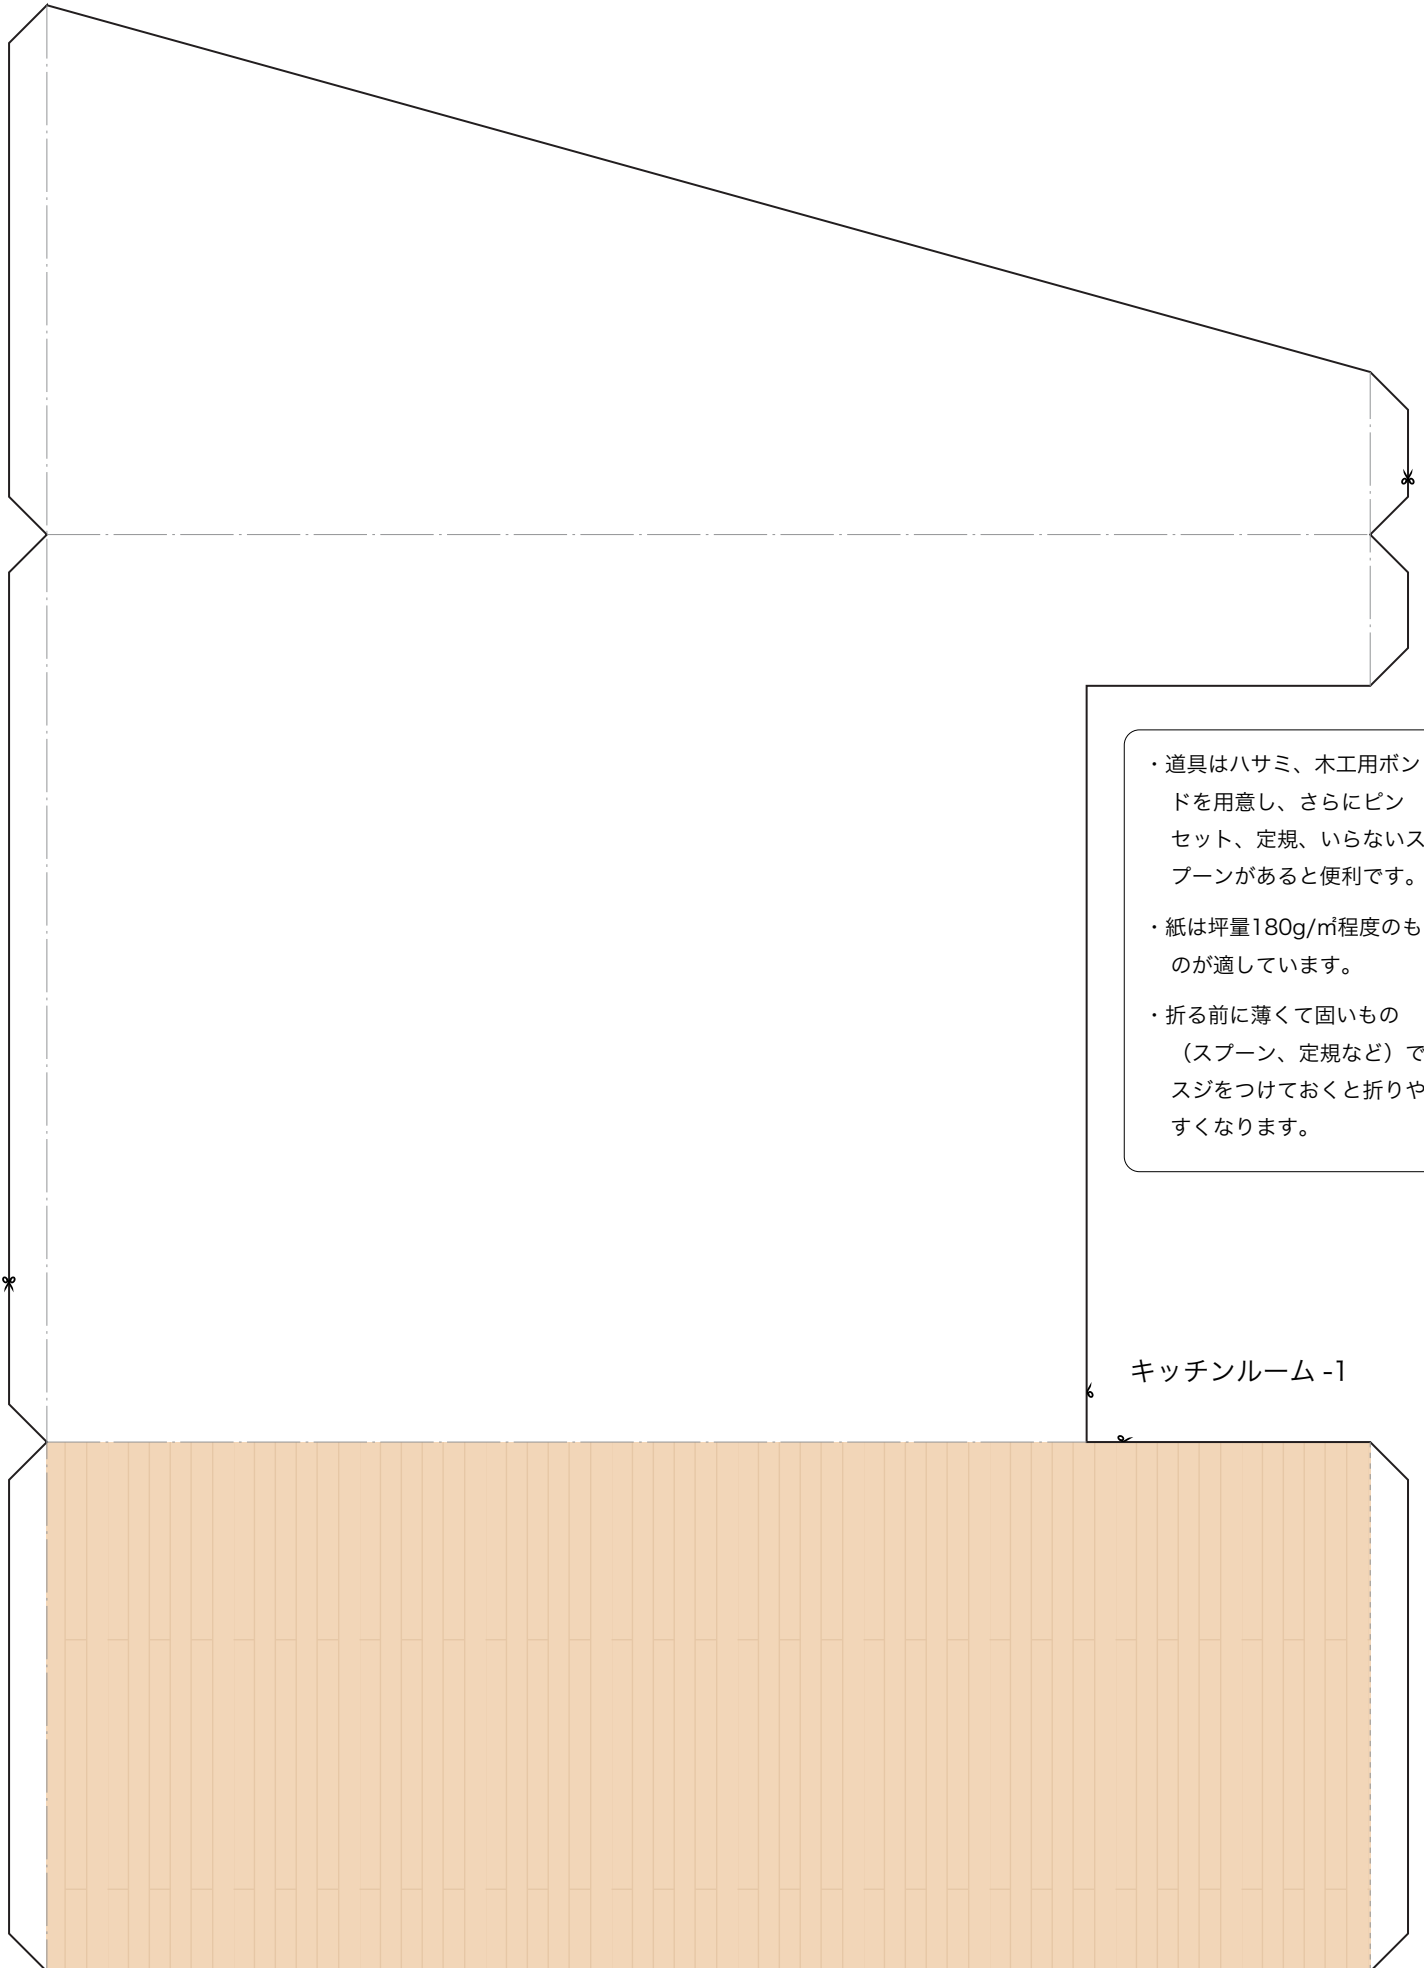 ・道具はハサミ、木工用ボン
ドを用意し、さらにピン
セット、定規、いらないス
プーンがあると便利です。
・紙は坪量180g/㎡程度のも
のが適しています。
・折る前に薄くて固いもの
（スプーン、定規など）で
スジをつけておくと折りや
すくなります。
キッチンルーム -1